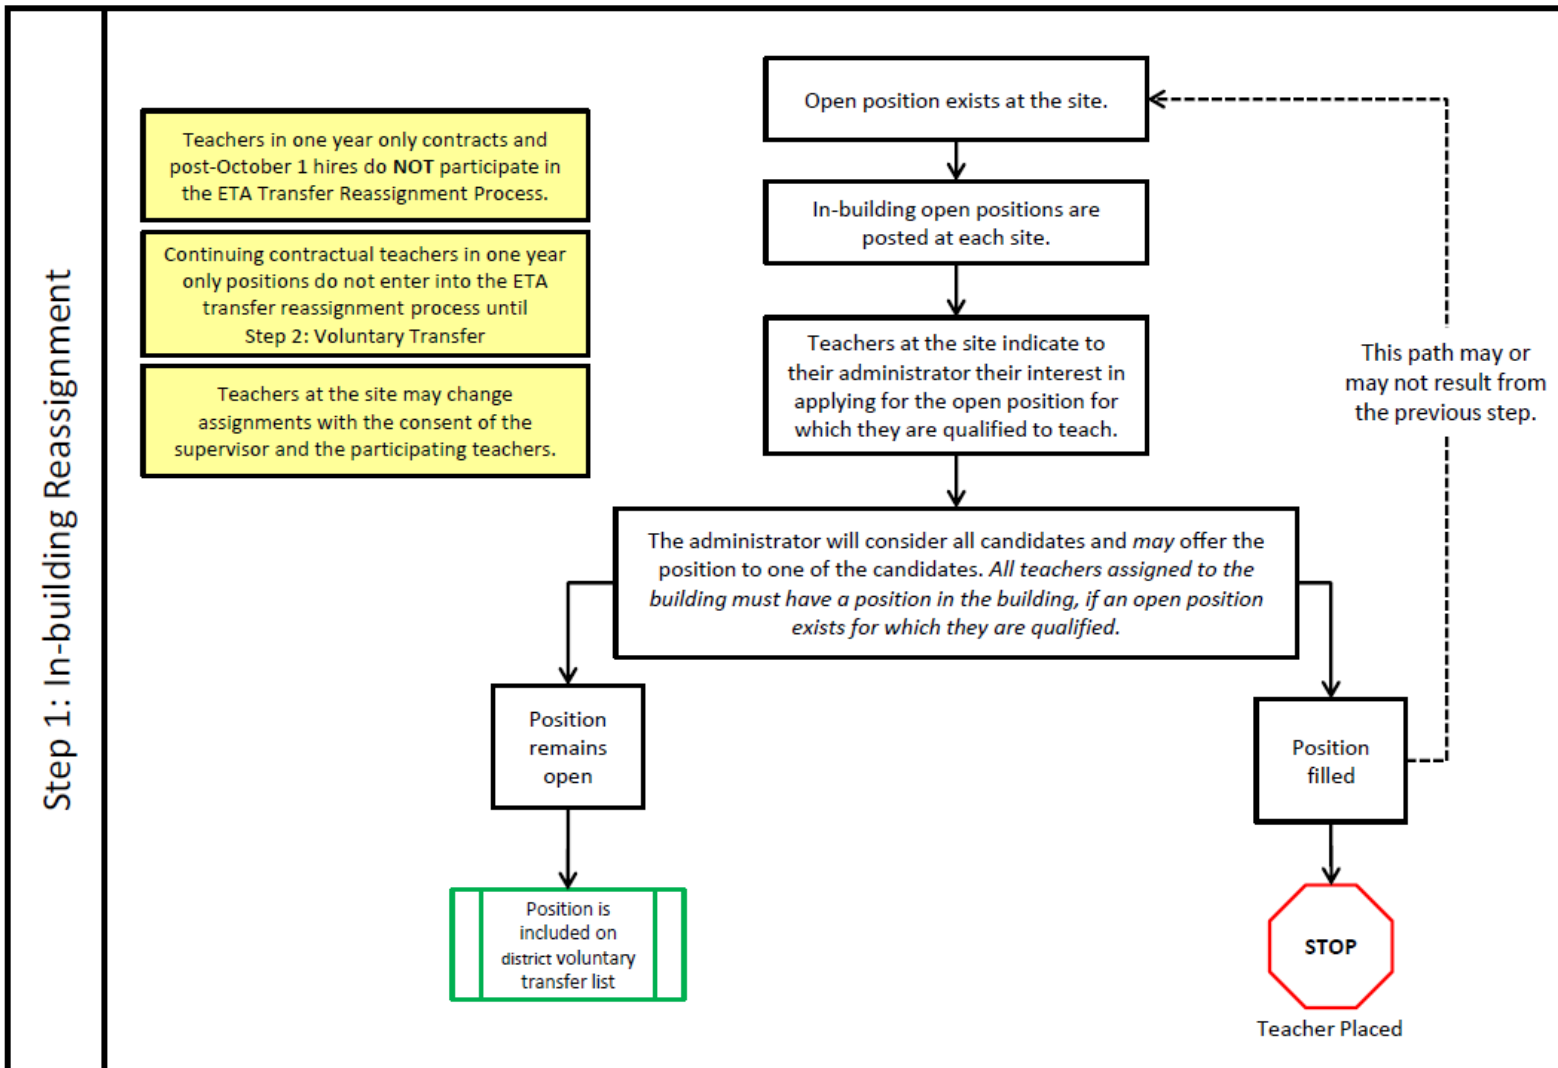 Step 1: In-building Reassignment
Teachers in one year only contracts and
post-October 1 hires do NOT participate in
the ETA Transfer Reassignment Process.
Continuing contractual teachers in one year
only positions do not enter into the ETA
transfer reassignment process until
Step 2: Voluntary Transfer
Teachers at the site may change
assignments with the consent of the
supervisor and the participating teachers.
Open position exists at the site.
In-building open positions are
posted at each site.
Teachers at the site indicate to
their administrator their interest in
applying for the open position for
which they are qualified to teach.
This path may or
may not result from
the previous step.
The administrator will consider all candidates and may offer the
position to one of the candidates. All teachers assigned to the
building must have a position in the building, if an open position
exists for which they are qualified.
Position
remains
open
Position
filled
Position is
included on
district voluntary
transfer list
STOP
Teacher Placed